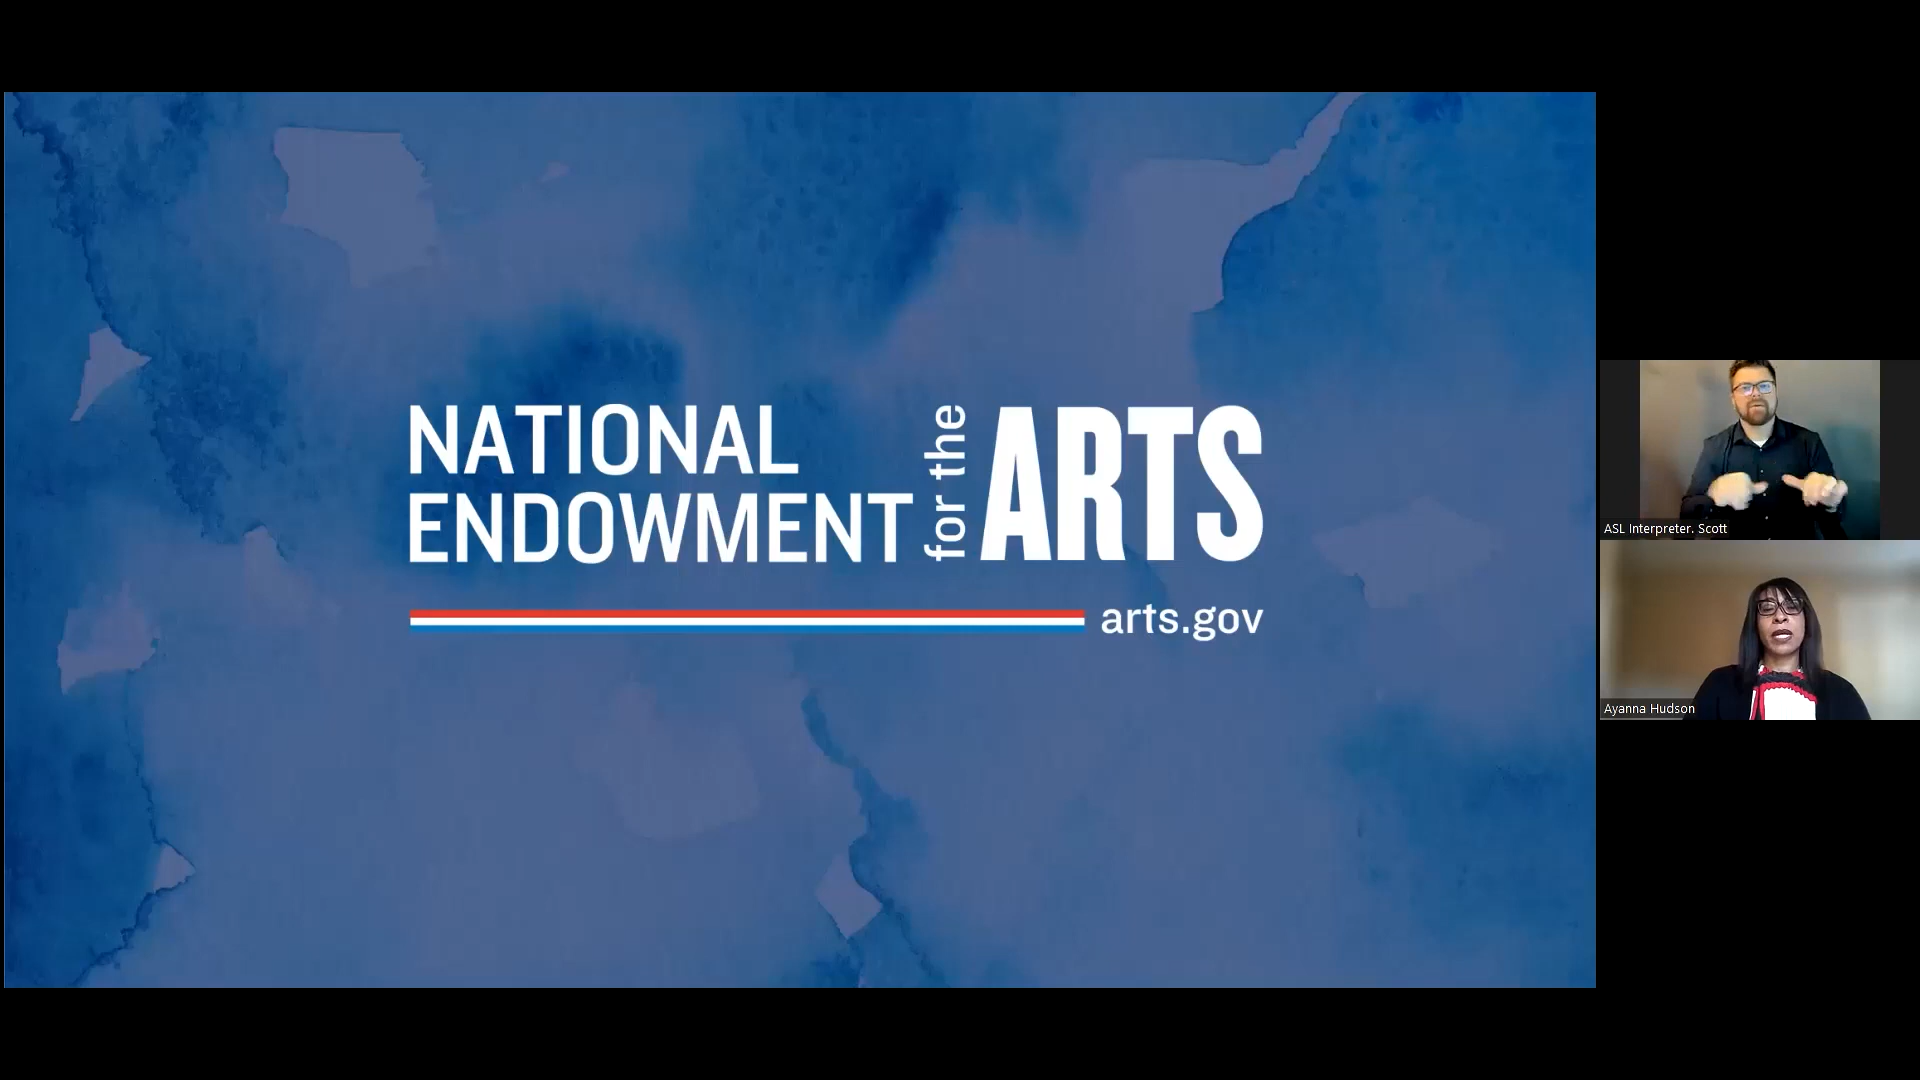 NATIONAL
ENDOWMENT
for the
ARTS
arts.gov
ASL Interpreter. Scott
Ayanna Hudson